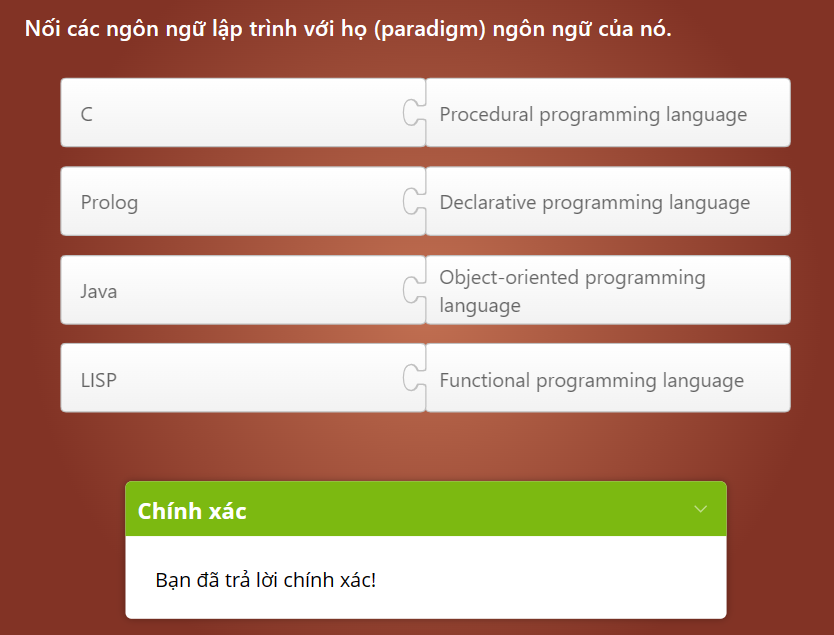 Nối các ngôn ngữ lập trình với họ (paradigm) ngôn ngữ của nó.
C
Procedural programming language
Prolog
Declarative programming language
Java
Object-oriented programming
language
LISP
Functional programming language
Chính xác
Bạn đã trả lời chính xác!